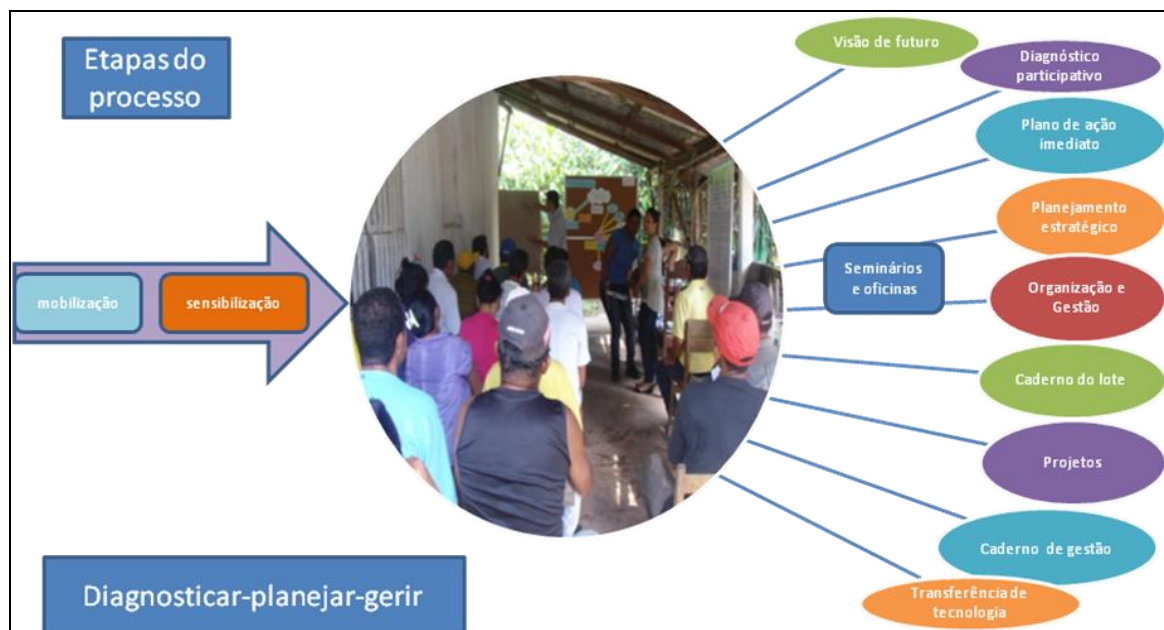 Etapas do
processo
mobilização
sensibilização
Visão de futuro
Diagnóstico
participativo
Plano de ação
imediato
Planejamento
estratégico
Seminários
e oficinas
Organização e
Gestão
Caderno do lote
Projetos
Caderno de gestão
Transferência de
tecnologia
Diagnosticar-planejar-gerir